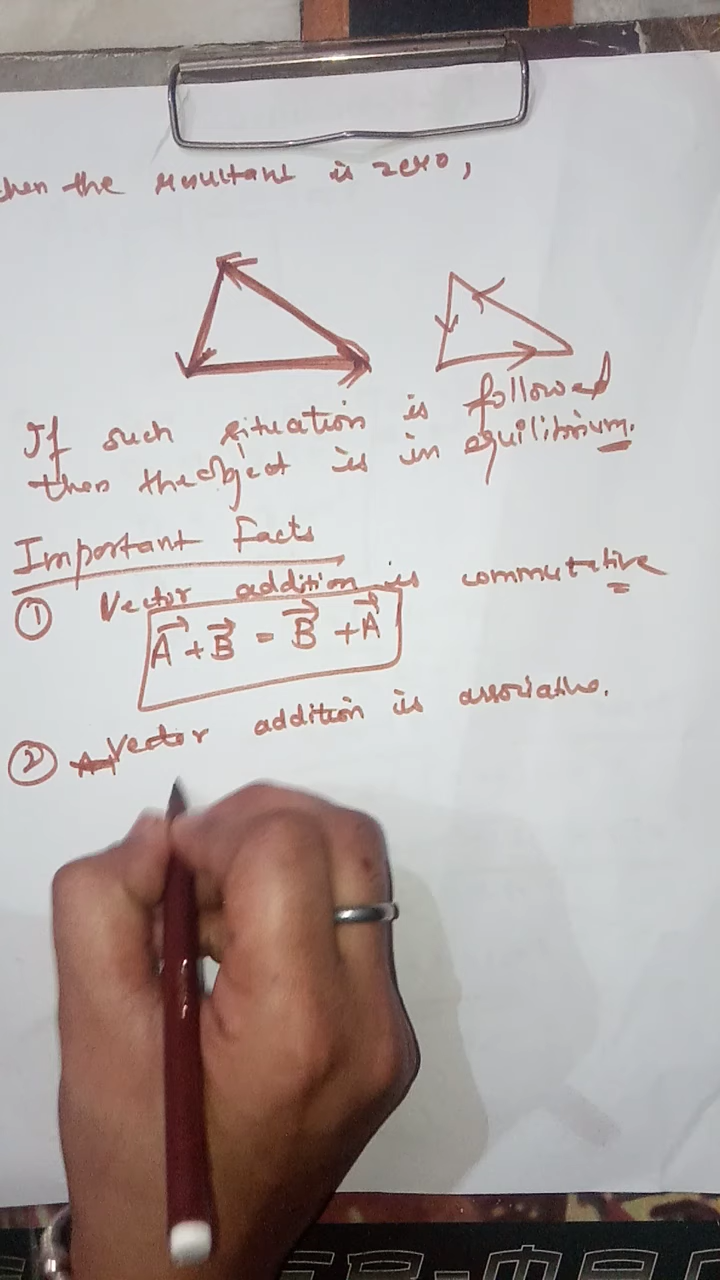 then the resultant is zero,
If such situation is followed
then the object is in equilibrium.
Important Facts
① Vector addition is commutative
A⃗ + B⃗ = B⃗ + A⃗
② Vector addition is associative.